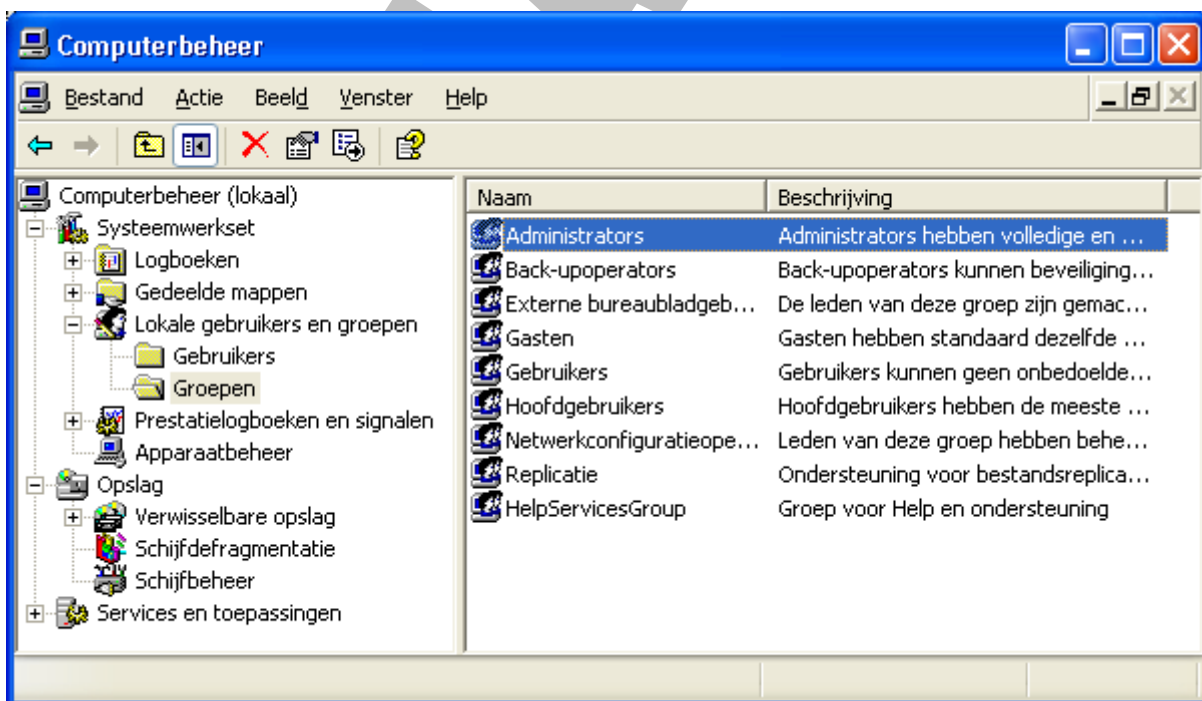 Computerbeheer
Bestand Actie Beeld Venster Help
Computerbeheer (lokaal)
Systeemwerkset
Logboeken
Gedeelde mappen
Lokale gebruikers en groepen
Gebruikers
Groepen
Prestatielogboeken en signalen
Apparaatbeheer
Opslag
Verwisselbare opslag
Schijfdefragmentatie
Schijfbeheer
Services en toepassingen
Naam Beschrijving
Administrators Administrators hebben volledige en ...
Back-upoperators Back-upoperators kunnen beveiliging...
Externe bureaubladgeb... De leden van deze groep zijn gemac...
Gasten Gasten hebben standaard dezelfde ...
Gebruikers Gebruikers kunnen geen onbedoelde...
Hoofdgebruikers Hoofdgebruikers hebben de meeste ...
Netwerkconfiguratieope... Leden van deze groep hebben behe...
Replicatie Ondersteuning voor bestandsreplica...
HelpServicesGroup Groep voor Help en ondersteuning